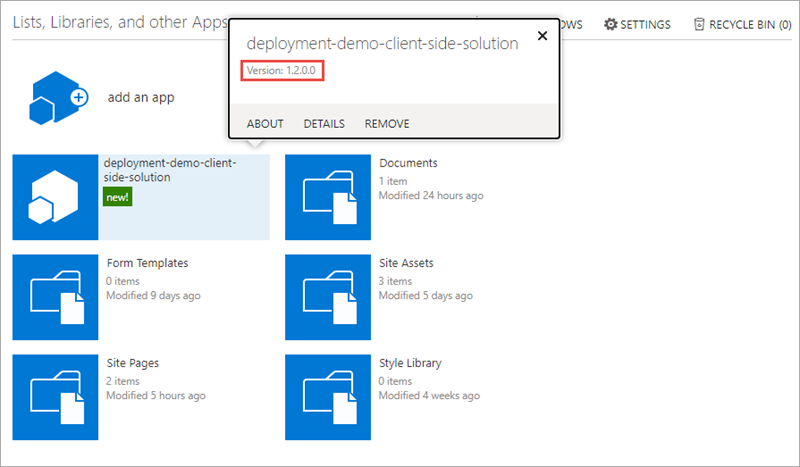 Lists, Libraries, and other Apps
SETTINGS
RECYCLE BIN (0)
deployment-demo-client-side-solution
Version: 1.2.0.0
ABOUT
DETAILS
REMOVE
add an app
deployment-demo-client-
side-solution
new!
Documents
1 item
Modified 24 hours ago
Form Templates
0 items
Modified 9 days ago
Site Assets
3 items
Modified 5 days ago
Site Pages
2 items
Modified 5 hours ago
Style Library
0 items
Modified 4 weeks ago